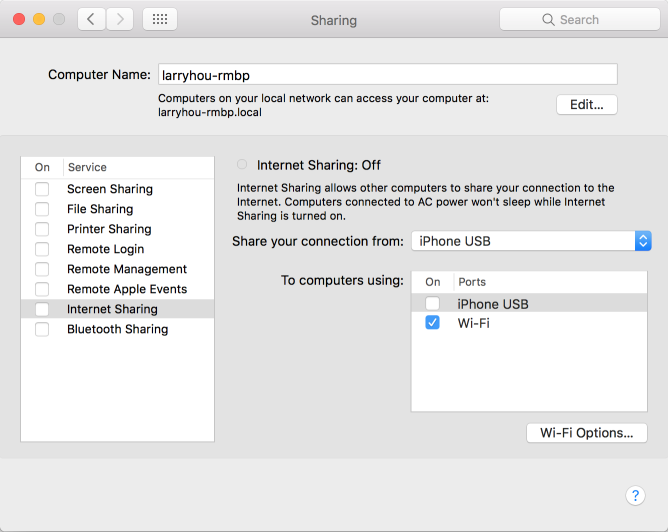 Sharing
Search
Computer Name: larryhou-rmbp
Computers on your local network can access your computer at:
larryhou-rmbp.local
Edit...
On Service
Screen Sharing
File Sharing
Printer Sharing
Remote Login
Remote Management
Remote Apple Events
Internet Sharing
Bluetooth Sharing
Internet Sharing: Off
Internet Sharing allows other computers to share your connection to the
Internet. Computers connected to AC power won't sleep while Internet
Sharing is turned on.
Share your connection from: iPhone USB
To computers using:
On Ports
iPhone USB
Wi-Fi
Wi-Fi Options...
?